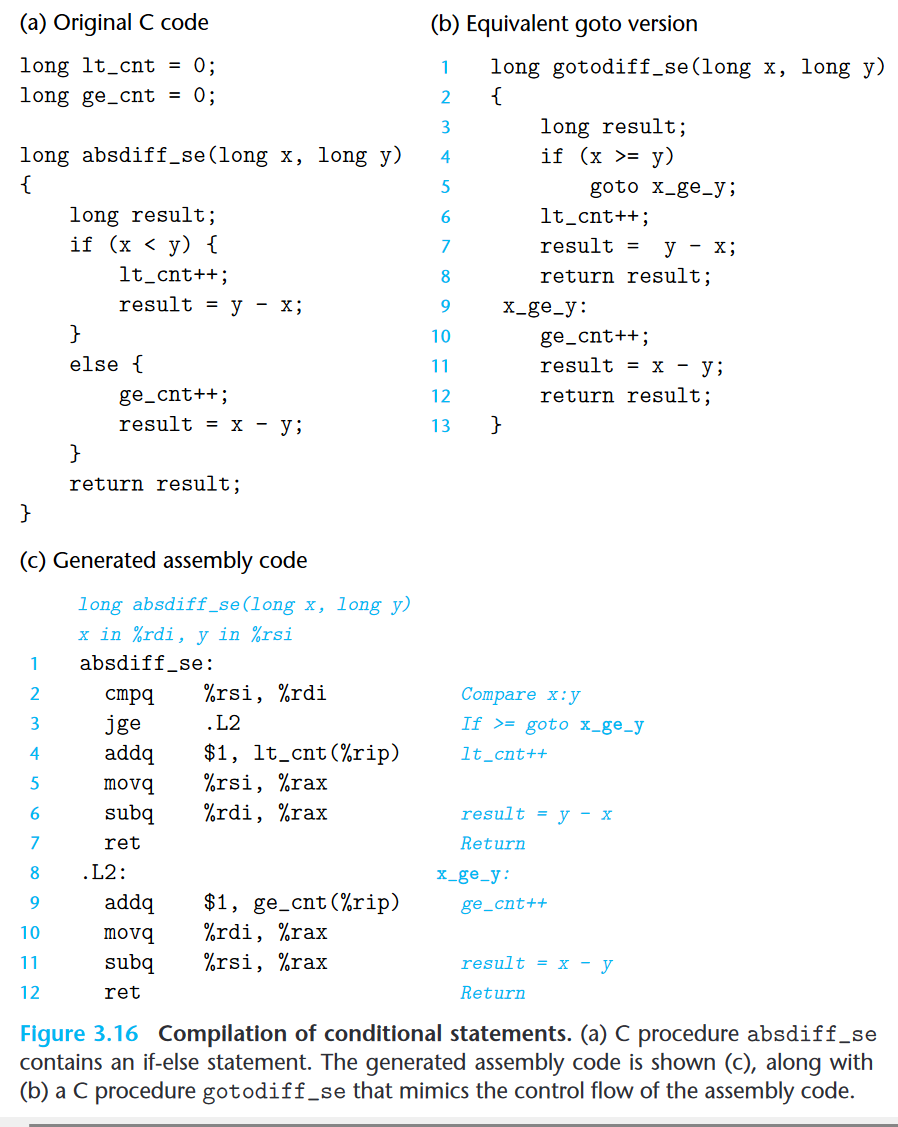 (a) Original C code
long lt_cnt = 0;
long ge_cnt = 0;

long absdiff_se(long x, long y)
{
    long result;
    if (x < y) {
        lt_cnt++;
        result = y - x;
    }
    else {
        ge_cnt++;
        result = x - y;
    }
    return result;
}
(b) Equivalent goto version
1   long gotodiff_se(long x, long y)
2   {
3       long result;
4       if (x >= y)
5           goto x_ge_y;
6       lt_cnt++;
7       result =  y - x;
8       return result;
9    x_ge_y:
10      ge_cnt++;
11      result = x - y;
12      return result;
13  }
(c) Generated assembly code
long absdiff_se(long x, long y)
x in %rdi, y in %rsi
1   absdiff_se:
2     cmpq    %rsi, %rdi    Compare x:y
3     jge     .L2    If >= goto x_ge_y
4     addq    $1, lt_cnt(%rip)    lt_cnt++
5     movq    %rsi, %rax
6     subq    %rdi, %rax    result = y - x
7     ret    Return
8   .L2:    x_ge_y:
9     addq    $1, ge_cnt(%rip)    ge_cnt++
10    movq    %rdi, %rax
11    subq    %rsi, %rax    result = x - y
12    ret    Return
Figure 3.16 Compilation of conditional statements. (a) C procedure absdiff_se
contains an if-else statement. The generated assembly code is shown (c), along with
(b) a C procedure gotodiff_se that mimics the control flow of the assembly code.